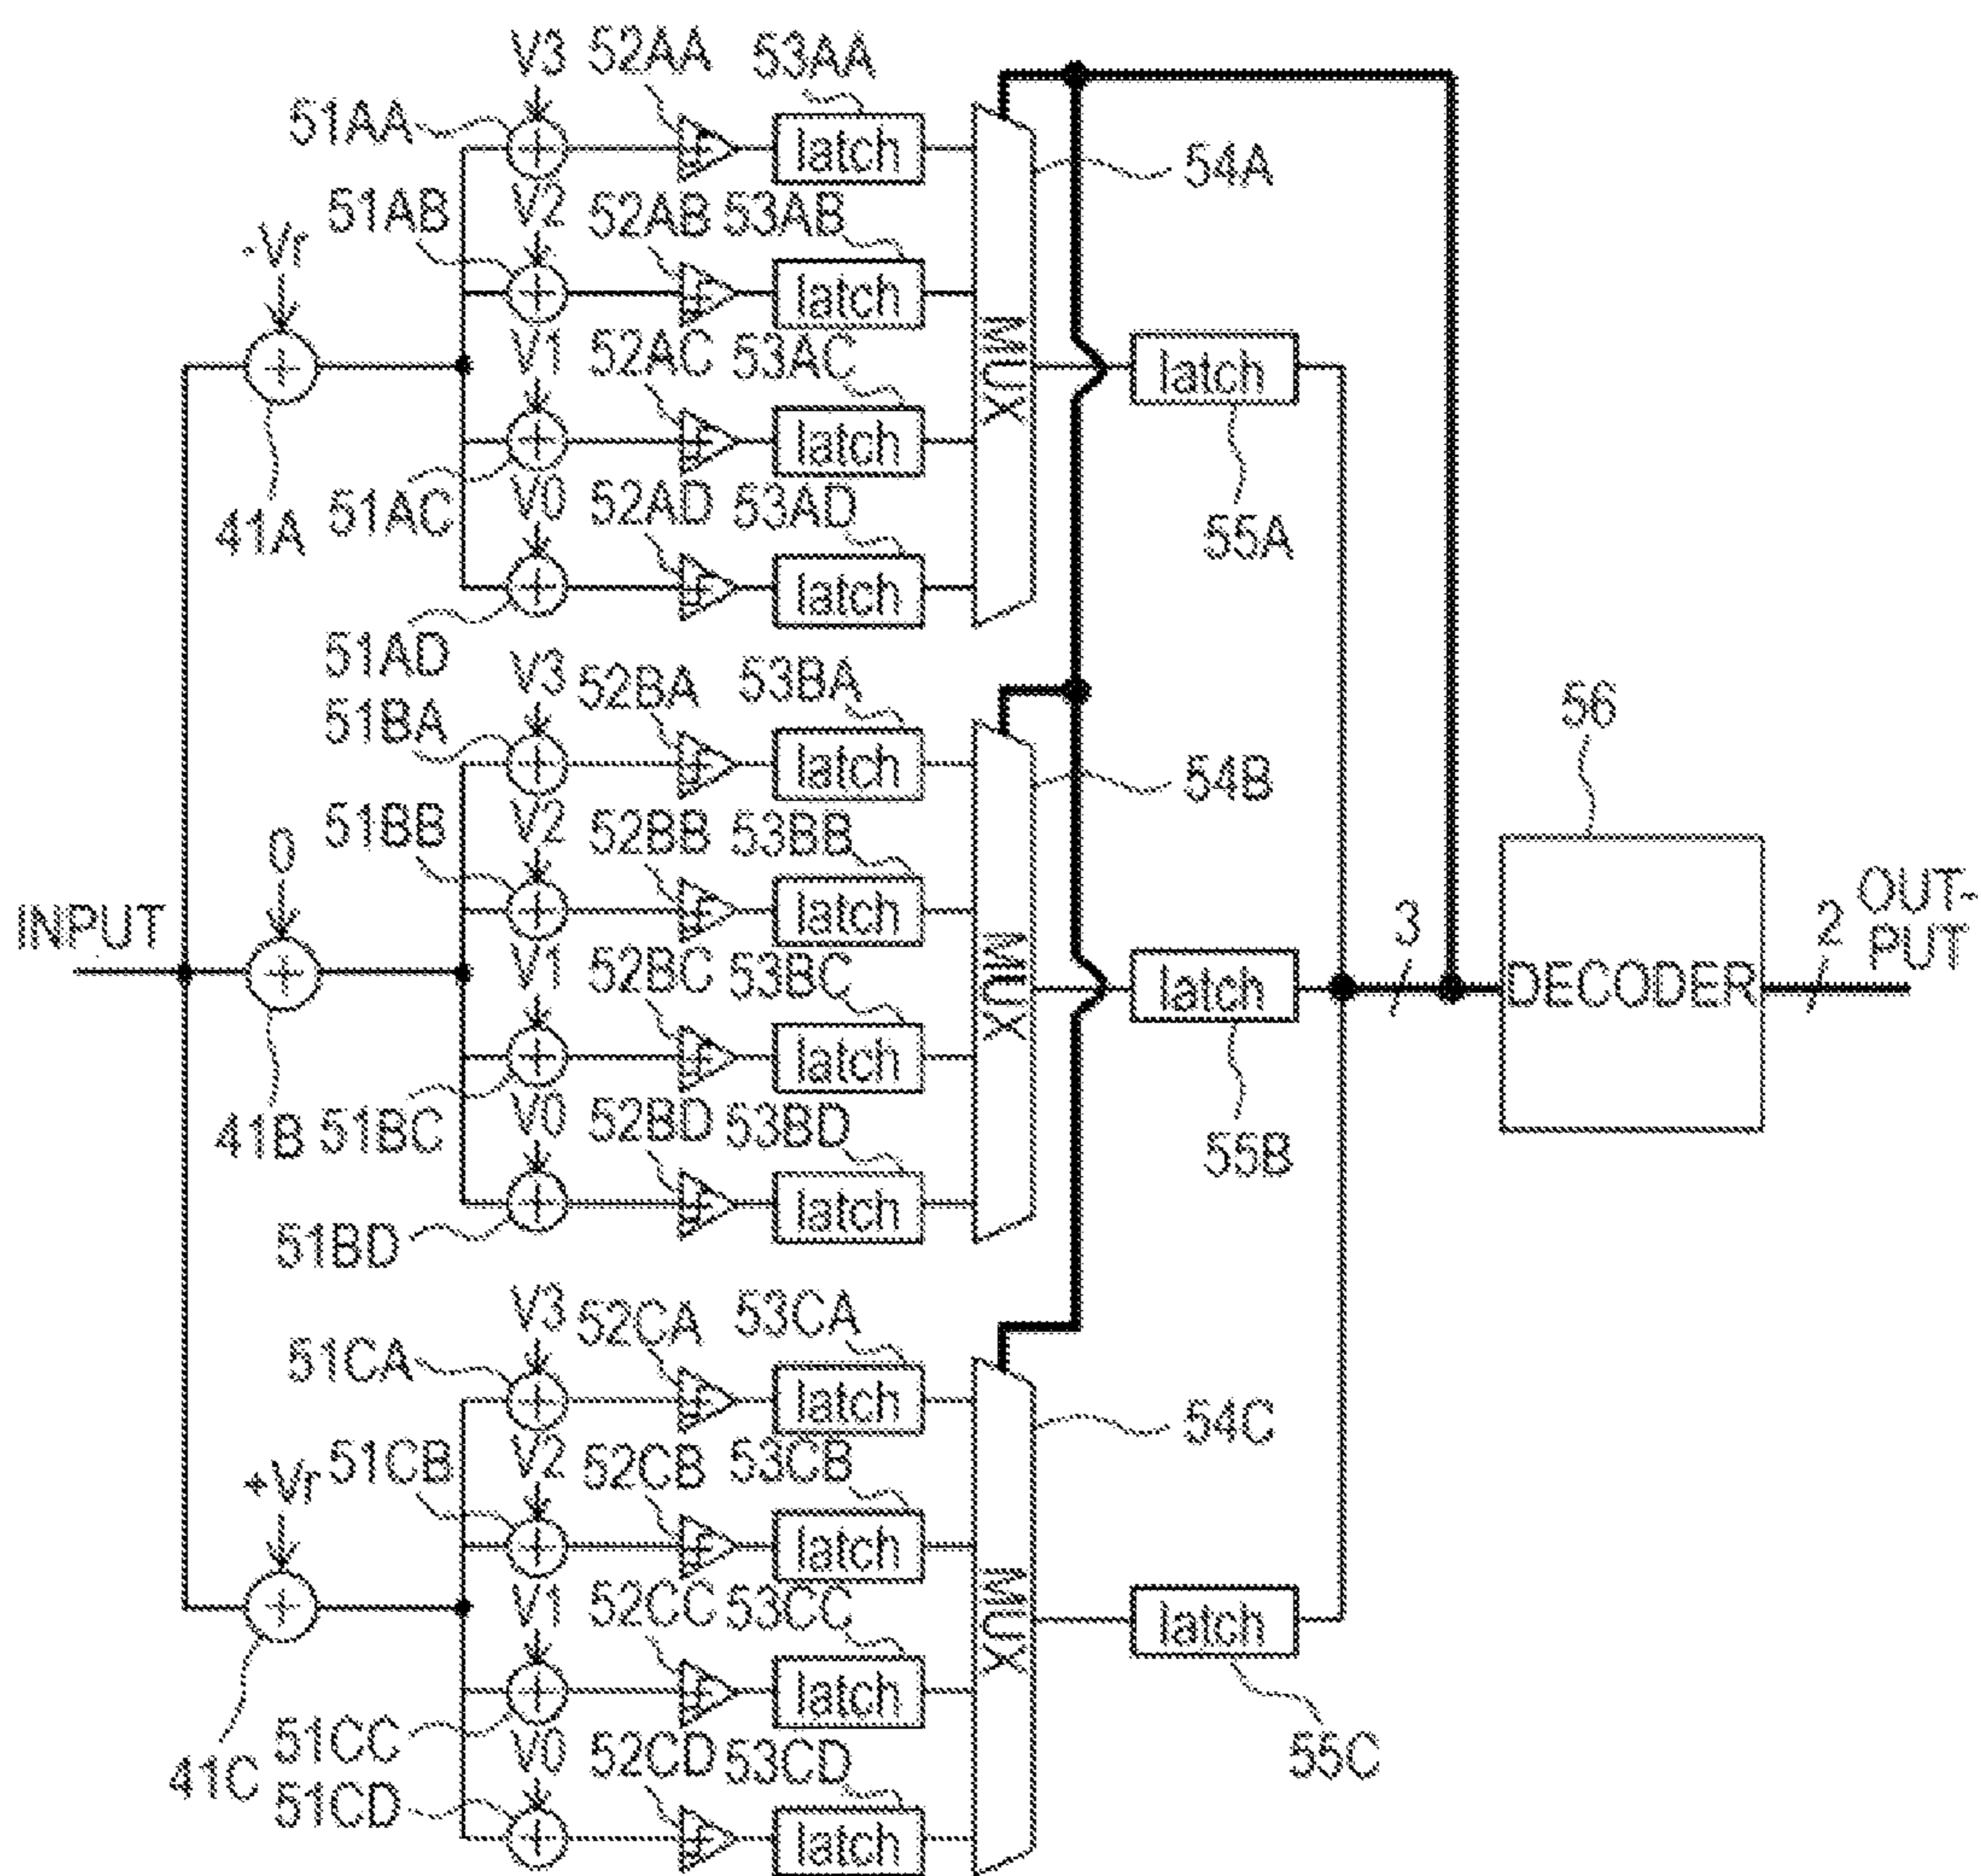 V3 52AA 53AA
51AA latch 54A
51AB V2 52AB 53AB
-Vr latch
V1 52AC 53AC MUX latch
41A 51AC latch 55A
V0 52AD 53AD
latch
51AD
V3 52BA 53BA
51BA latch 54B 56
51BB V2 52BB 53BB
0 latch
INPUT V1 52BC 53BC MUX latch 3 DECODER 2 OUT-
PUT
41B 51BC latch 55B
V0 52BD 53BD
latch
51BD
V3 52CA 53CA
51CA latch 54C
+Vr 51CB V2 52CB 53CB
latch
V1 52CC 53CC MUX latch
51CC latch 55C
41C V0 52CD 53CD
51CD latch